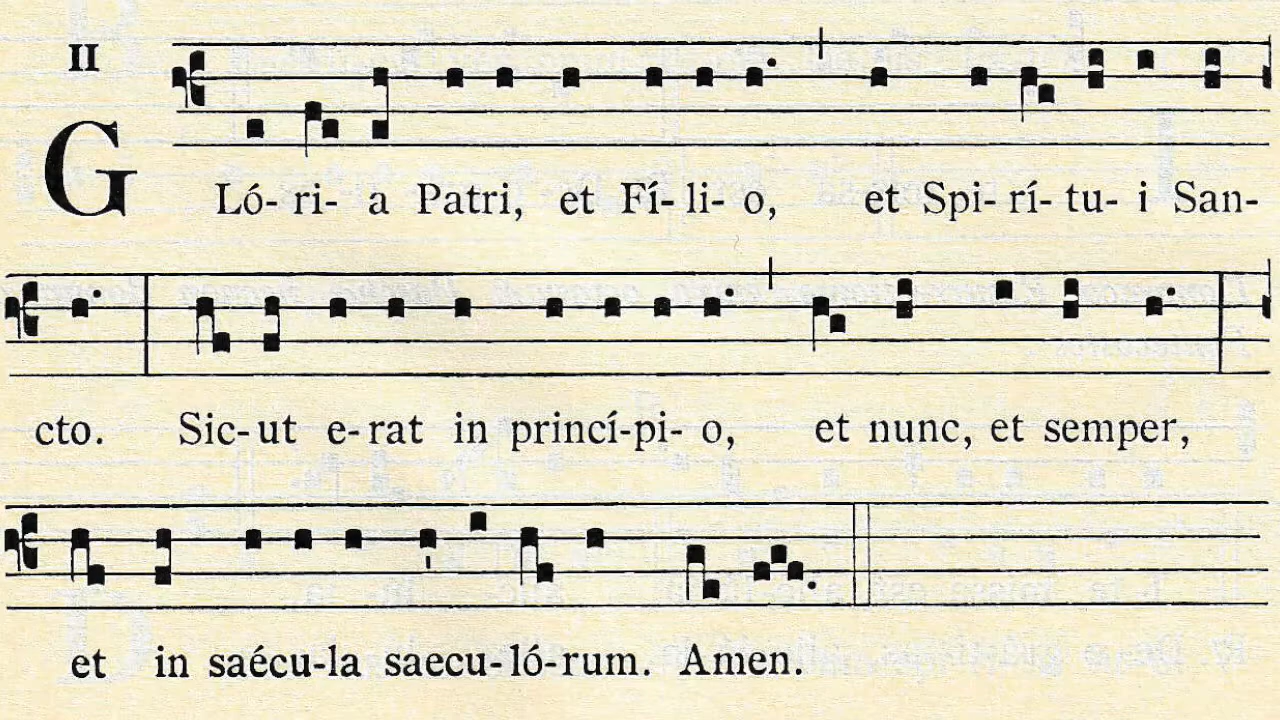 II
G Ló- ri- a Patri, et Fí- li- o, et Spi- rí- tu- i San-
cto. Sic- ut e- rat in princí- pi- o, et nunc, et semper,
et in saécu- la saecu- ló- rum. Amen.